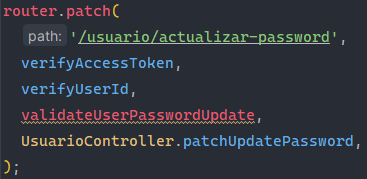 router.patch(
path: '/usuario/actualizar-password',
verifyAccessToken,
verifyUserId,
validateUserPasswordUpdate,
UsuarioController.patchUpdatePassword,
);